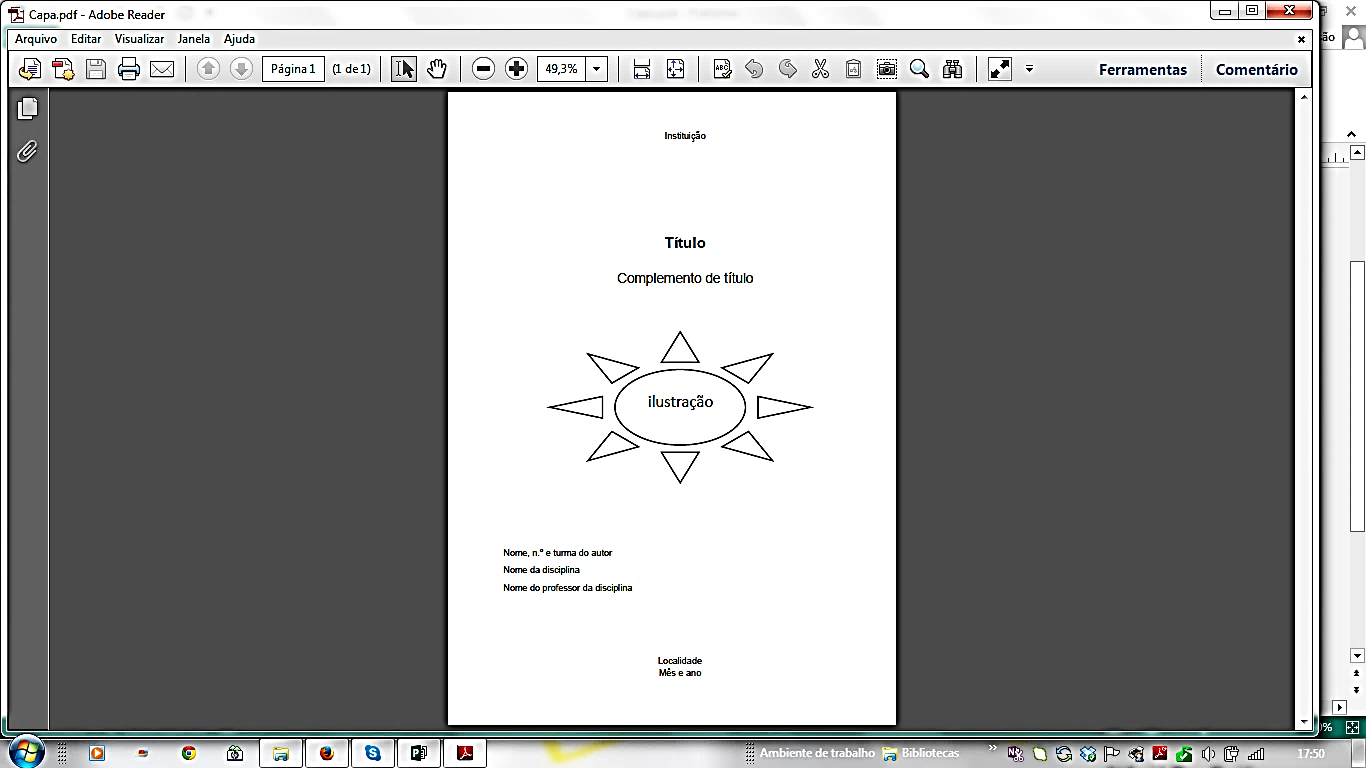 Capa.pdf - Adobe Reader
Arquivo Editar Visualizar Janela Ajuda
Página 1 (1 de 1) 49,3% Ferramentas Comentário
Instituição
Título
Complemento de título
ilustração
Nome, n.º e turma do autor
Nome da disciplina
Nome do professor da disciplina
Localidade
Mês e ano
Ambiente de trabalho Bibliotecas 17:50